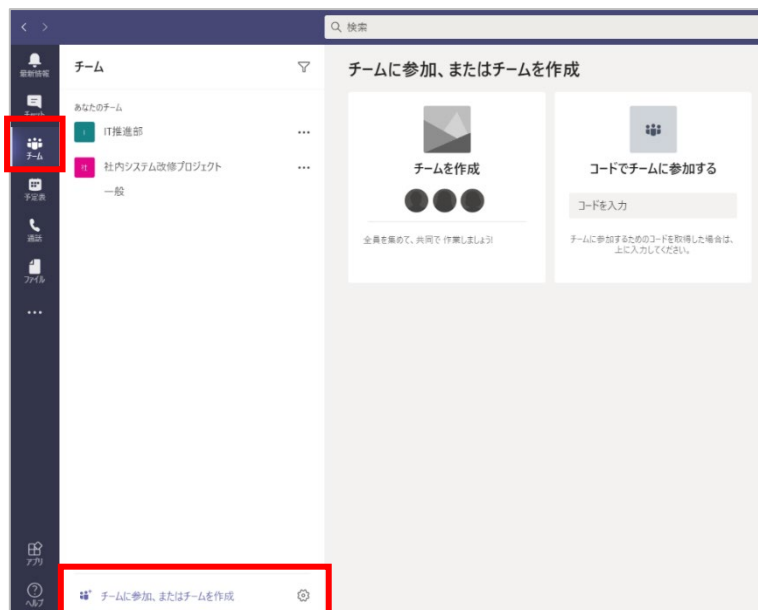 検索
最新情報
チーム
予定表
通話
ファイル
アプリ
ヘルプ
チーム
あなたのチーム
IT推進部
社
社内システム改修プロジェクト
一般
チームに参加、またはチームを作成
チームに参加、またはチームを作成
チームを作成
全員を集めて、共同で 作業しましょう!
コードでチームに参加する
コードを入力
チームに参加するためのコードを取得した場合は、
上に入力してください。